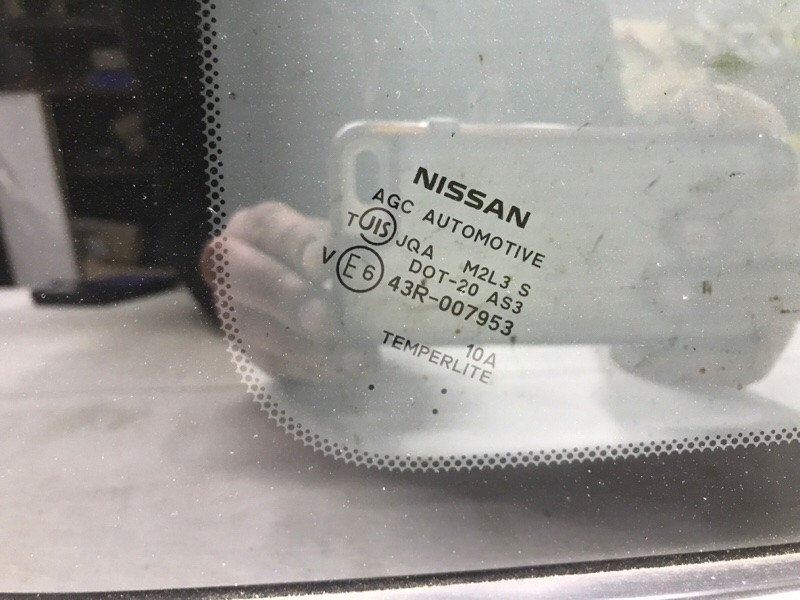 NISSAN
AGC AUTOMOTIVE
T JIS JQA M2L3 S
DOT-20 AS3
V E6 43R-007953
10A
TEMPERLITE